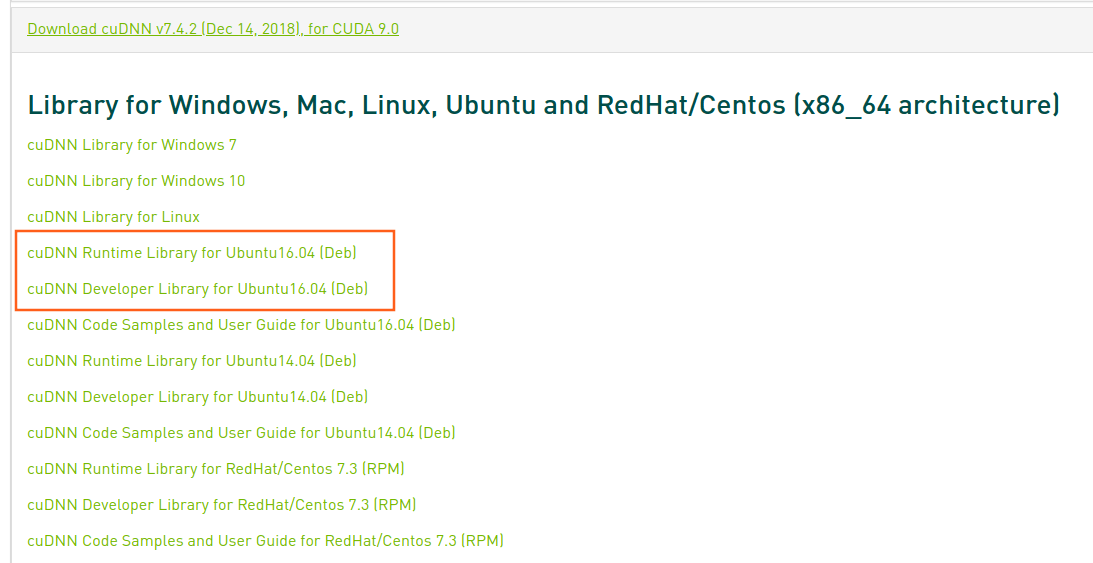 Download cuDNN v7.4.2 (Dec 14, 2018), for CUDA 9.0
Library for Windows, Mac, Linux, Ubuntu and RedHat/Centos (x86_64 architecture)
cuDNN Library for Windows 7
cuDNN Library for Windows 10
cuDNN Library for Linux
cuDNN Runtime Library for Ubuntu16.04 (Deb)
cuDNN Developer Library for Ubuntu16.04 (Deb)
cuDNN Code Samples and User Guide for Ubuntu16.04 (Deb)
cuDNN Runtime Library for Ubuntu14.04 (Deb)
cuDNN Developer Library for Ubuntu14.04 (Deb)
cuDNN Code Samples and User Guide for Ubuntu14.04 (Deb)
cuDNN Runtime Library for RedHat/Centos 7.3 (RPM)
cuDNN Developer Library for RedHat/Centos 7.3 (RPM)
cuDNN Code Samples and User Guide for RedHat/Centos 7.3 (RPM)